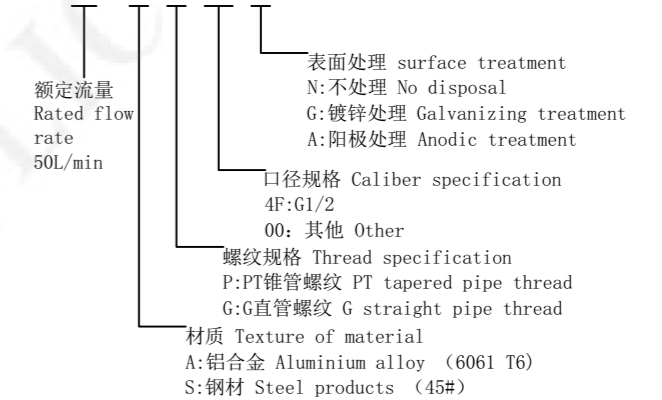 表面处理 surface treatment
N:不处理 No disposal
G:镀锌处理 Galvanizing treatment
A:阳极处理 Anodic treatment
额定流量
Rated flow
rate
50L/min
口径规格 Caliber specification
4F:G1/2
00: 其他 Other
螺纹规格 Thread specification
P:PT锥管螺纹 PT tapered pipe thread
G:G直管螺纹 G straight pipe thread
材质 Texture of material
A:铝合金 Aluminium alloy （6061 T6)
S:钢材 Steel products （45#）